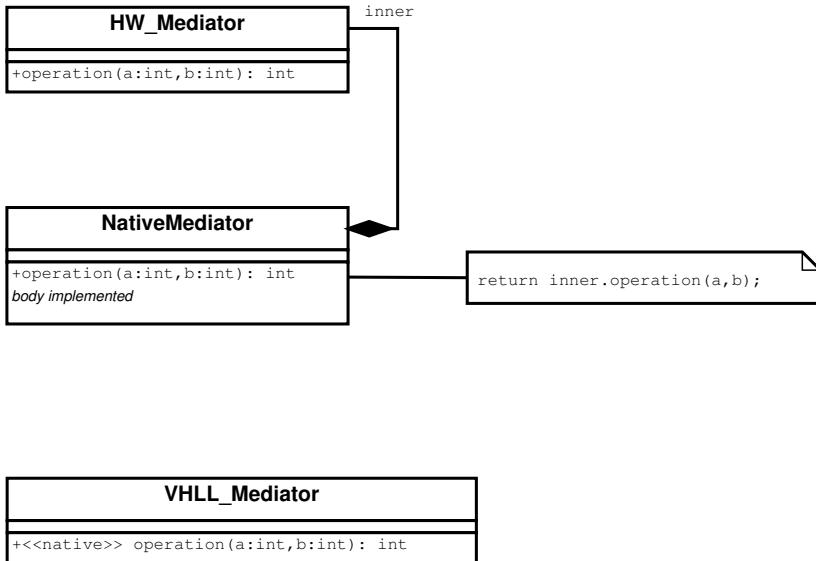 inner
HW_Mediator
+operation(a:int,b:int): int
NativeMediator
+operation(a:int,b:int): int
body implemented
return inner.operation(a,b);
VHLL_Mediator
+<<native>> operation(a:int,b:int): int